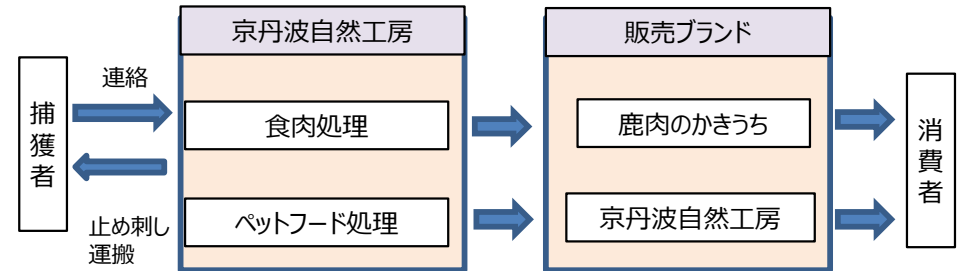 京丹波自然工房
販売ブランド
連絡
捕獲者
食肉処理
鹿肉のかきうち
消費者
止め刺し
運搬
ペットフード処理
京丹波自然工房